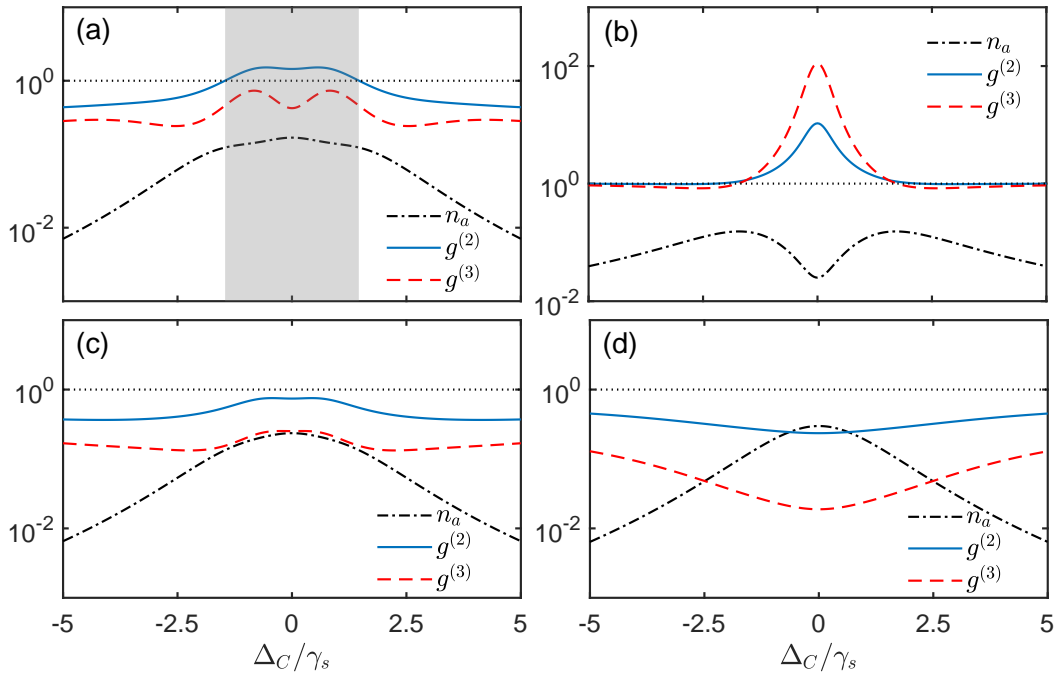 (a)
10^0
10^{-2}
n_a
g^{(2)}
g^{(3)}
(b)
10^2
10^0
10^{-2}
n_a
g^{(2)}
g^{(3)}
(c)
10^0
10^{-2}
n_a
g^{(2)}
g^{(3)}
-5 -2.5 0 2.5 5
Δ_C/γ_s
(d)
10^0
10^{-2}
n_a
g^{(2)}
g^{(3)}
-5 -2.5 0 2.5 5
Δ_C/γ_s